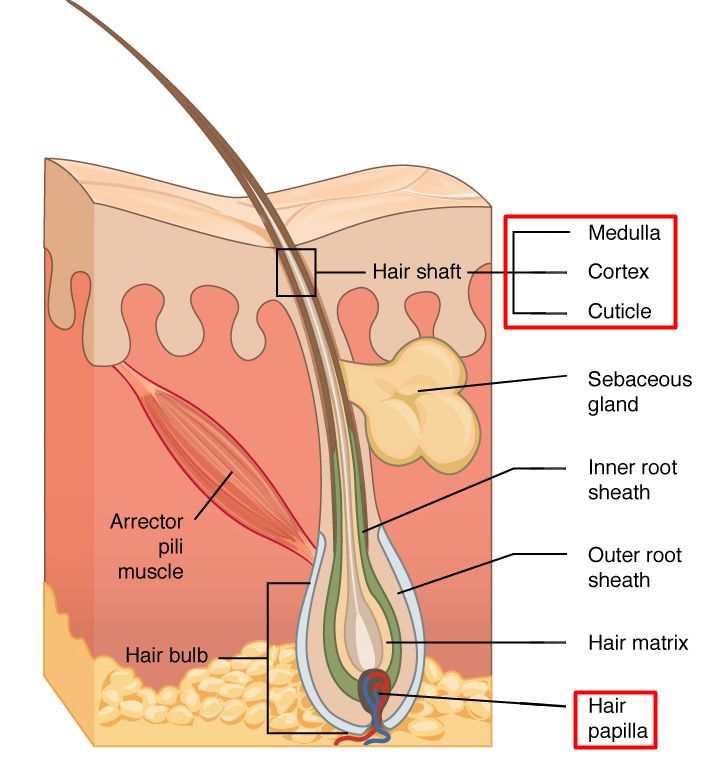 Medulla
Hair shaft
Cortex
Cuticle
Sebaceous
gland
Inner root
sheath
Arrector
pili
muscle
Outer root
sheath
Hair bulb
Hair matrix
Hair
papilla